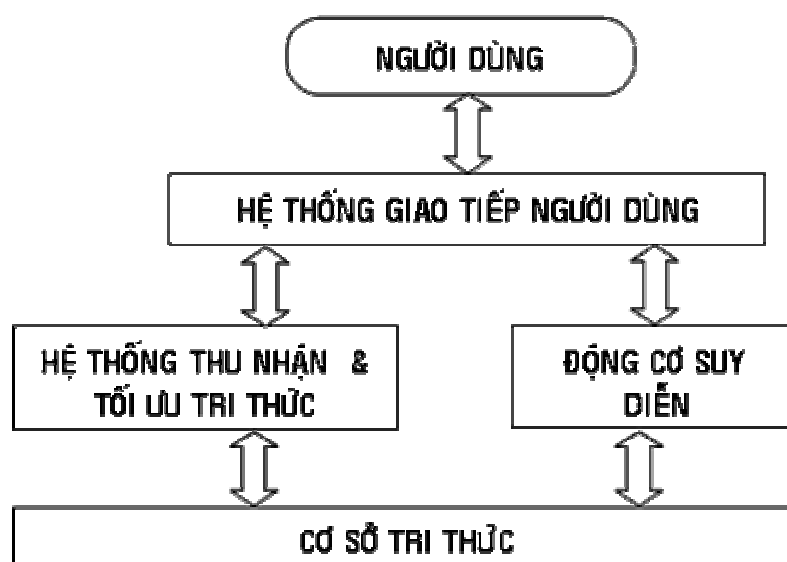 NGƯỜI DÙNG
HỆ THỐNG GIAO TIẾP NGƯỜI DÙNG
HỆ THỐNG THU NHẬN &
TỐI ƯU TRI THỨC
ĐỘNG CƠ SUY
DIỄN
CƠ SỞ TRI THỨC